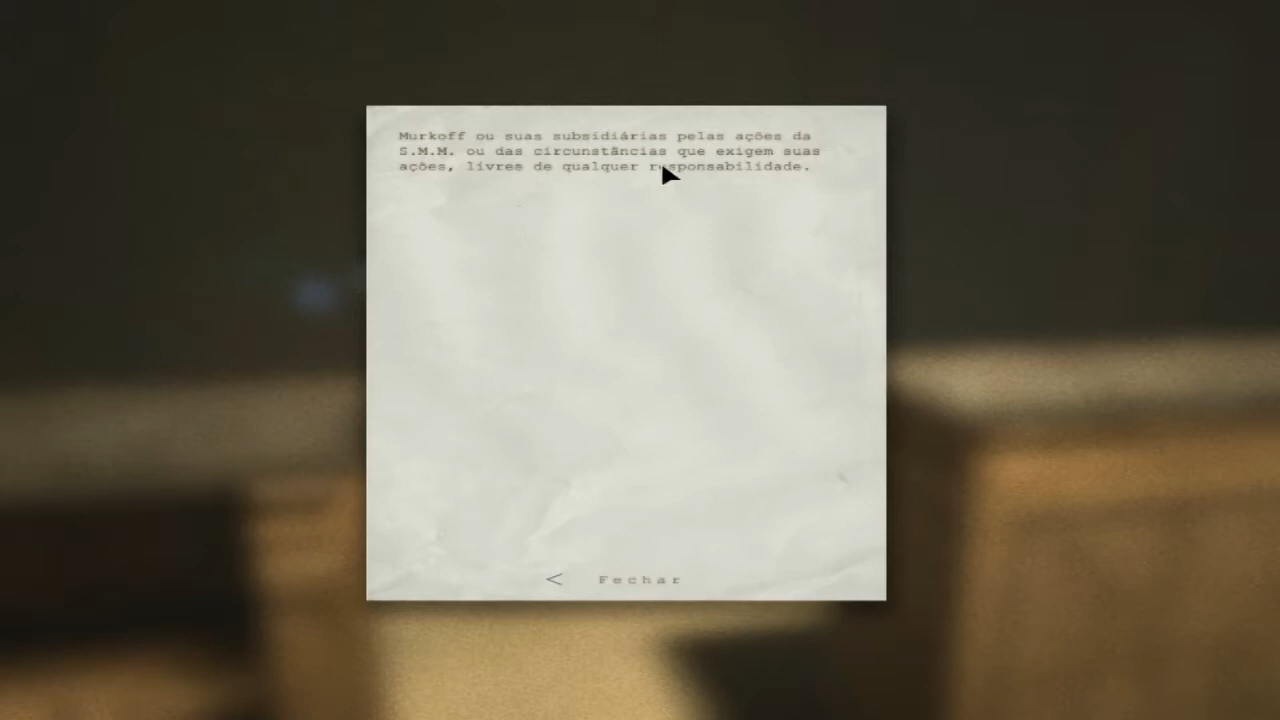 Murkoff ou suas subsidiárias pelas ações da
S.M.M. ou das circunstâncias que exigem suas
ações, livres de qualquer responsabilidade.
< Fechar